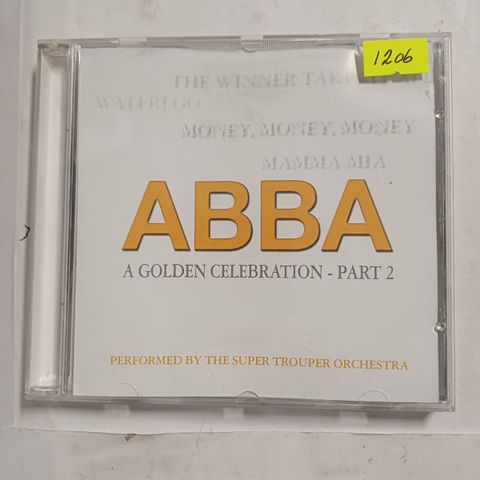 1206
THE WINNER
WATERLOO
MONEY, MONEY, MONEY
MAMMA MIA
ABBA
A GOLDEN CELEBRATION - PART 2
PERFORMED BY THE SUPER TROUPER ORCHESTRA